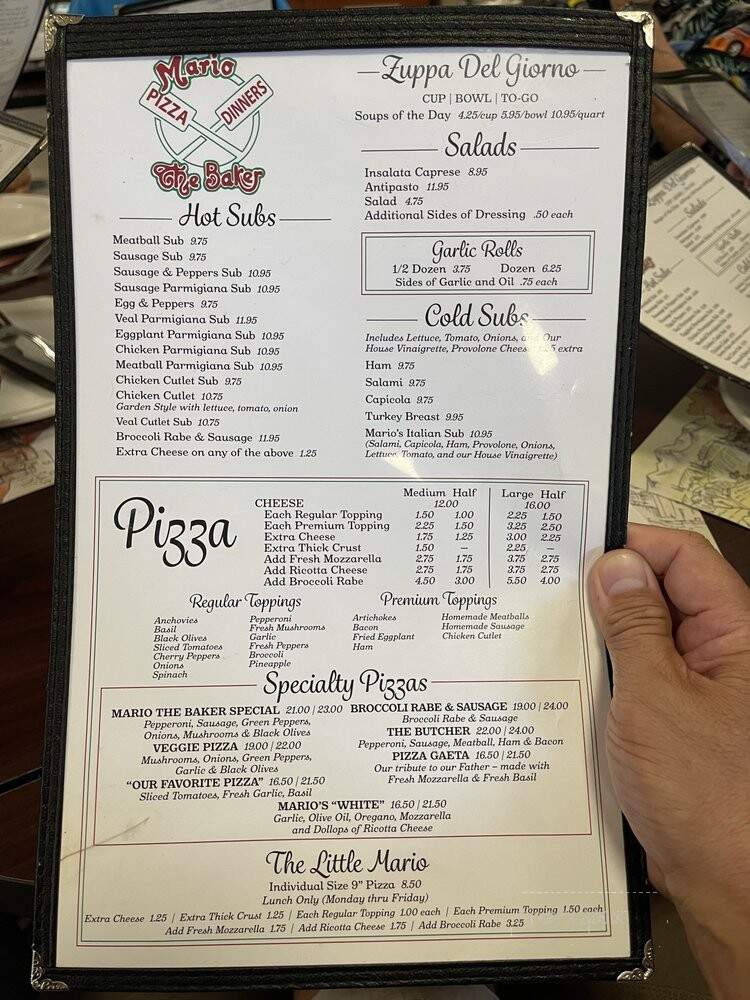 Mario
PIZZA DINNERS
The Baker
Hot Subs
Meatball Sub 9.75
Sausage Sub 9.75
Sausage & Peppers Sub 10.95
Sausage Parmigiana Sub 10.95
Egg & Peppers 9.75
Veal Parmigiana Sub 11.95
Eggplant Parmigiana Sub 10.95
Chicken Parmigiana Sub 10.95
Meatball Parmigiana Sub 10.95
Chicken Cutlet Sub 9.75
Chicken Cutlet 10.75
Garden Style with lettuce, tomato, onion
Veal Cutlet Sub 10.75
Broccoli Rabe & Sausage 11.95
Extra Cheese on any of the above 1.25
Zuppa Del Giorno
CUP | BOWL | TO-GO
Soups of the Day 4.25/cup 5.95/bowl 10.95/quart
Salads
Insalata Caprese 8.95
Antipasto 11.95
Salad 4.75
Additional Sides of Dressing .50 each
Garlic Rolls
1/2 Dozen 3.75 Dozen 6.25
Sides of Garlic and Oil .75 each
Cold Subs
Includes Lettuce, Tomato, Onions, and Our
House Vinaigrette, Provolone Cheese extra
Ham 9.75
Salami 9.75
Capicola 9.75
Turkey Breast 9.95
Mario's Italian Sub 10.95
(Salami, Capicola, Ham, Provolone, Onions,
Lettuce, Tomato, and our House Vinaigrette)
Pizza
Medium Half Large Half
CHEESE 12.00 16.00
Each Regular Topping 1.50 1.00 2.25 1.50
Each Premium Topping 2.25 1.50 3.25 2.50
Extra Cheese 1.75 1.25 3.00 2.25
Extra Thick Crust 1.50 – 2.25 –
Add Fresh Mozzarella 2.75 1.75 3.75 2.75
Add Ricotta Cheese 2.75 1.75 3.75 2.75
Add Broccoli Rabe 4.50 3.00 5.50 4.00
Regular Toppings
Anchovies
Basil
Black Olives
Sliced Tomatoes
Cherry Peppers
Onions
Spinach
Pepperoni
Fresh Mushrooms
Garlic
Fresh Peppers
Broccoli
Pineapple
Premium Toppings
Artichokes
Bacon
Fried Eggplant
Ham
Homemade Meatballs
Homemade Sausage
Chicken Cutlet
Specialty Pizzas
MARIO THE BAKER SPECIAL 21.00 | 23.00
Pepperoni, Sausage, Green Peppers,
Onions, Mushrooms & Black Olives
VEGGIE PIZZA 19.00 | 22.00
Mushrooms, Onions, Green Peppers,
Garlic & Black Olives
"OUR FAVORITE PIZZA" 16.50 | 21.50
Sliced Tomatoes, Fresh Garlic, Basil
BROCCOLI RABE & SAUSAGE 19.00 | 24.00
Broccoli Rabe & Sausage
THE BUTCHER 22.00 | 24.00
Pepperoni, Sausage, Meatball, Ham & Bacon
PIZZA GAETA 16.50 | 21.50
Our tribute to our Father – made with
Fresh Mozzarella & Fresh Basil
MARIO'S "WHITE" 16.50 | 21.50
Garlic, Olive Oil, Oregano, Mozzarella
and Dollops of Ricotta Cheese
The Little Mario
Individual Size 9" Pizza 8.50
Lunch Only (Monday thru Friday)
Extra Cheese 1.25 | Extra Thick Crust 1.25 | Each Regular Topping 1.00 each | Each Premium Topping 1.50 each
Add Fresh Mozzarella 1.75 | Add Ricotta Cheese 1.75 | Add Broccoli Rabe 3.25